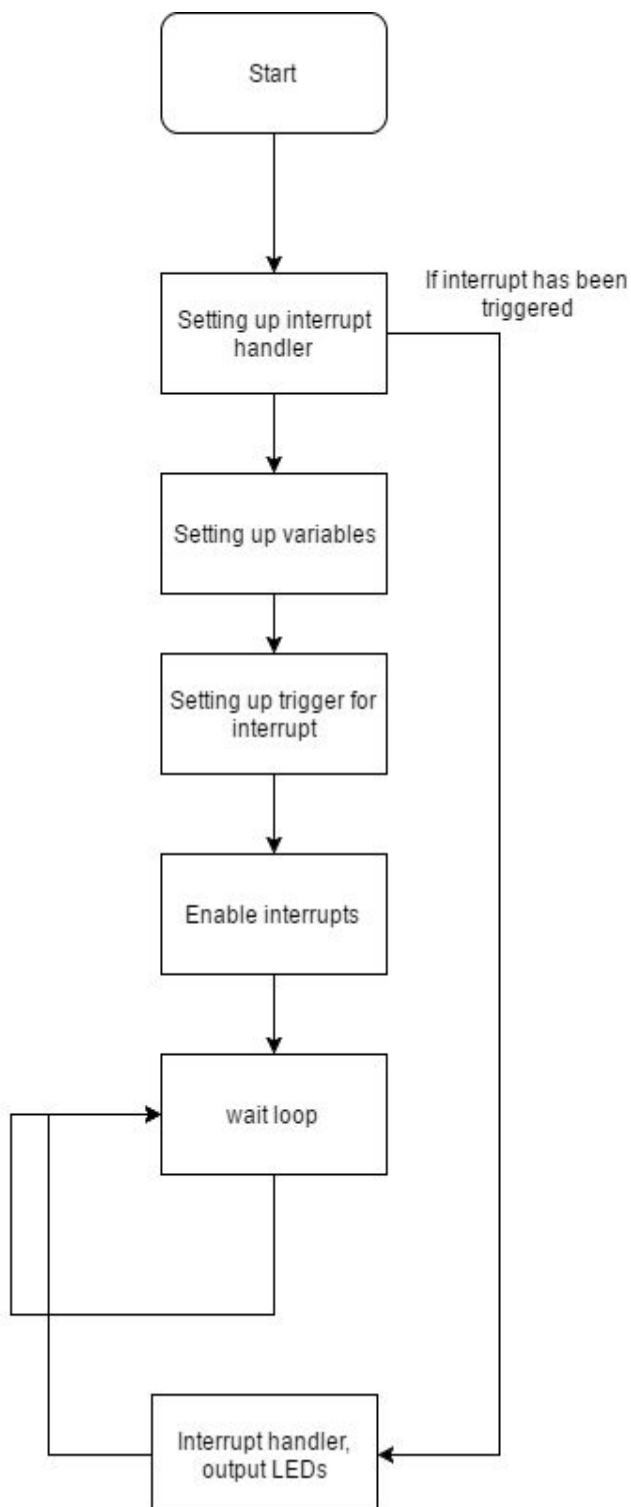 Start
If interrupt has been
triggered
Setting up interrupt
handler
Setting up variables
Setting up trigger for
interrupt
Enable interrupts
wait loop
Interrupt handler,
output LEDs